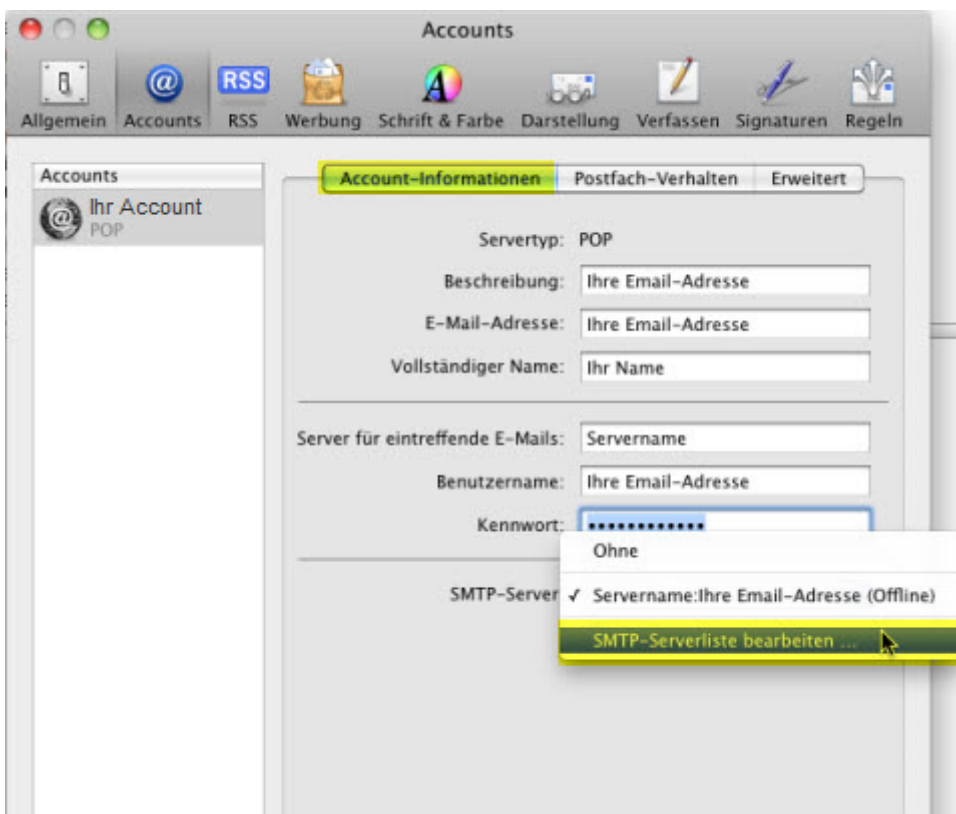 Accounts
Allgemein Accounts RSS Werbung Schrift & Farbe Darstellung Verfassen Signaturen Regeln
RSS
Accounts
Ihr Account
POP
Account-Informationen Postfach-Verhalten Erweitert
Servertyp: POP
Beschreibung: Ihre Email-Adresse
E-Mail-Adresse: Ihre Email-Adresse
Vollständiger Name: Ihr Name
Server für eintreffende E-Mails: Servername
Benutzername: Ihre Email-Adresse
Kennwort: ••••••••••••
Ohne
SMTP-Server ✓ Servername:Ihre Email-Adresse (Offline)
SMTP-Serverliste bearbeiten ...